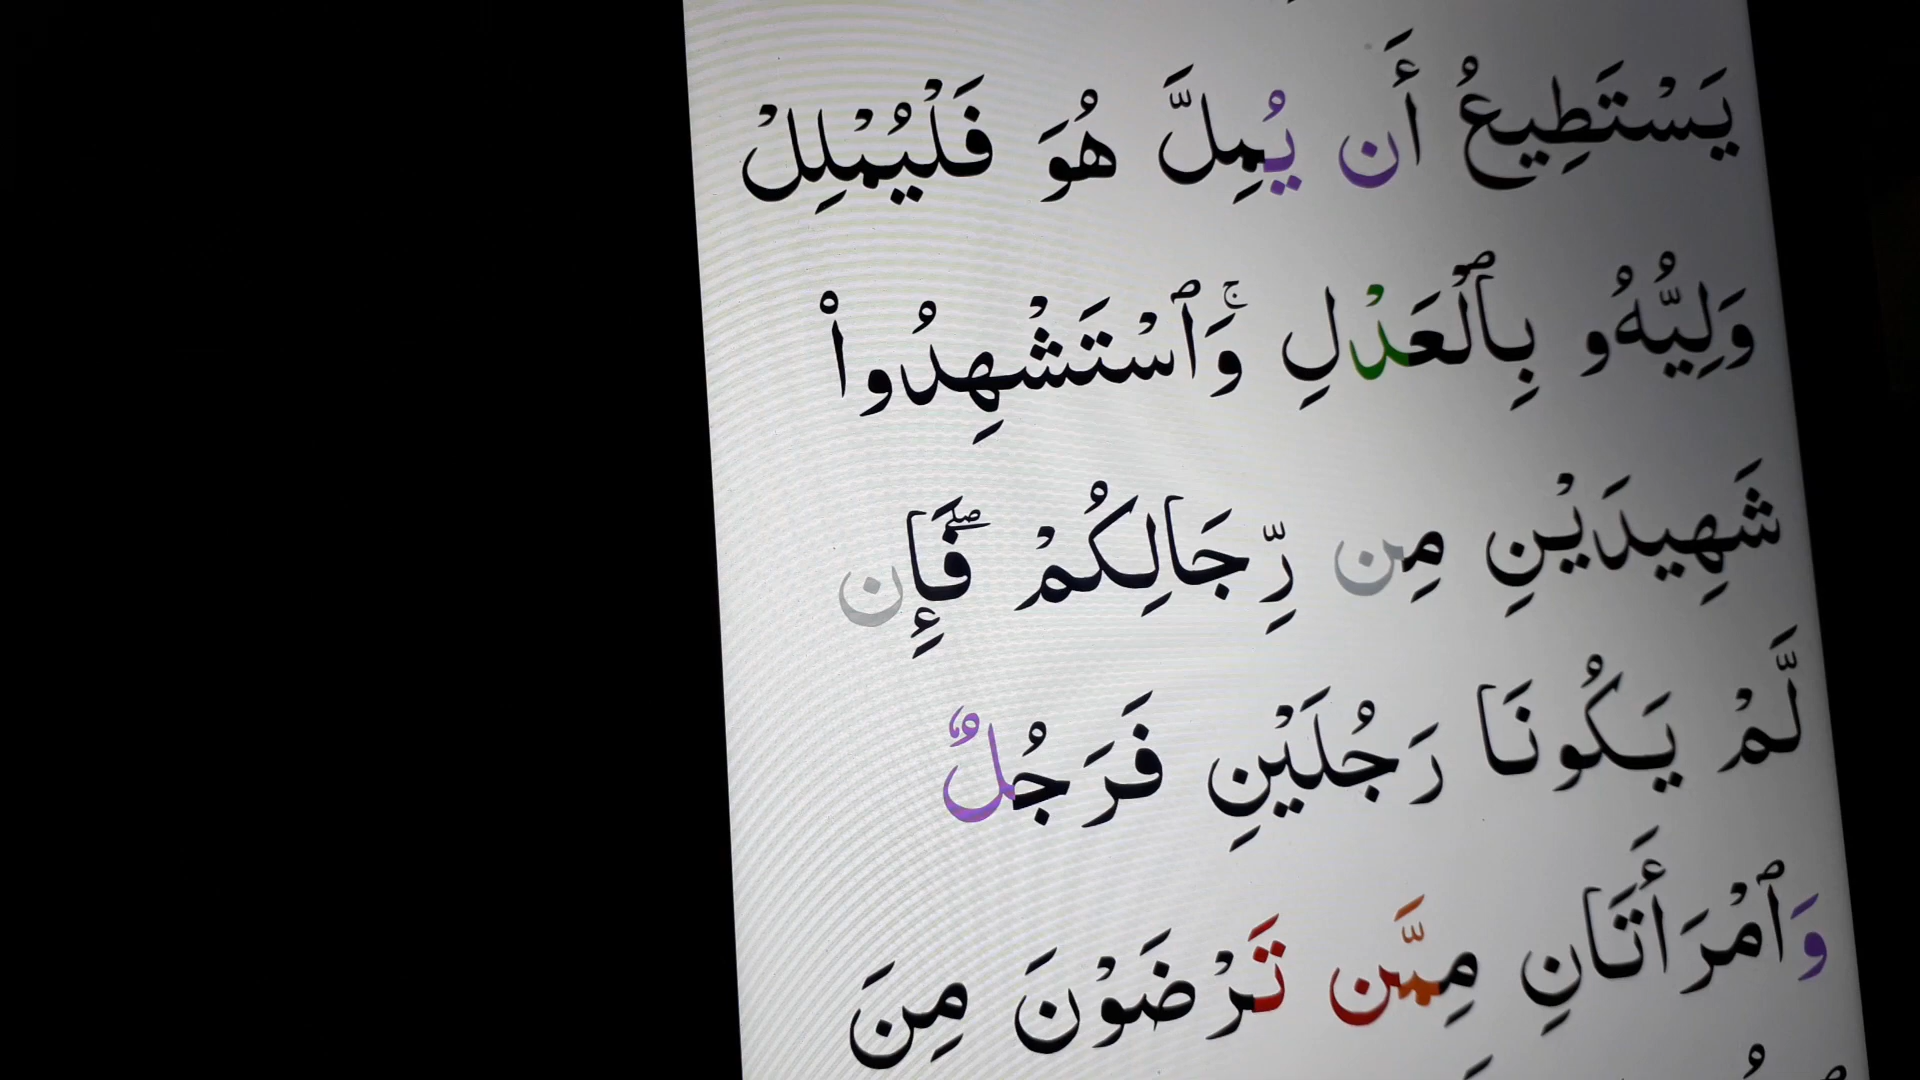 يَسْتَطِيعُ أَن يُمِلَّ هُوَ فَلْيُمْلِلْ
وَلِيُّهُۥ بِٱلْعَدْلِ ۚ وَٱسْتَشْهِدُوا۟
شَهِيدَيْنِ مِن رِّجَالِكُمْ ۖ فَإِن
لَّمْ يَكُونَا رَجُلَيْنِ فَرَجُلٌۭ
وَٱمْرَأَتَانِ مِمَّن تَرْضَوْنَ مِنَ